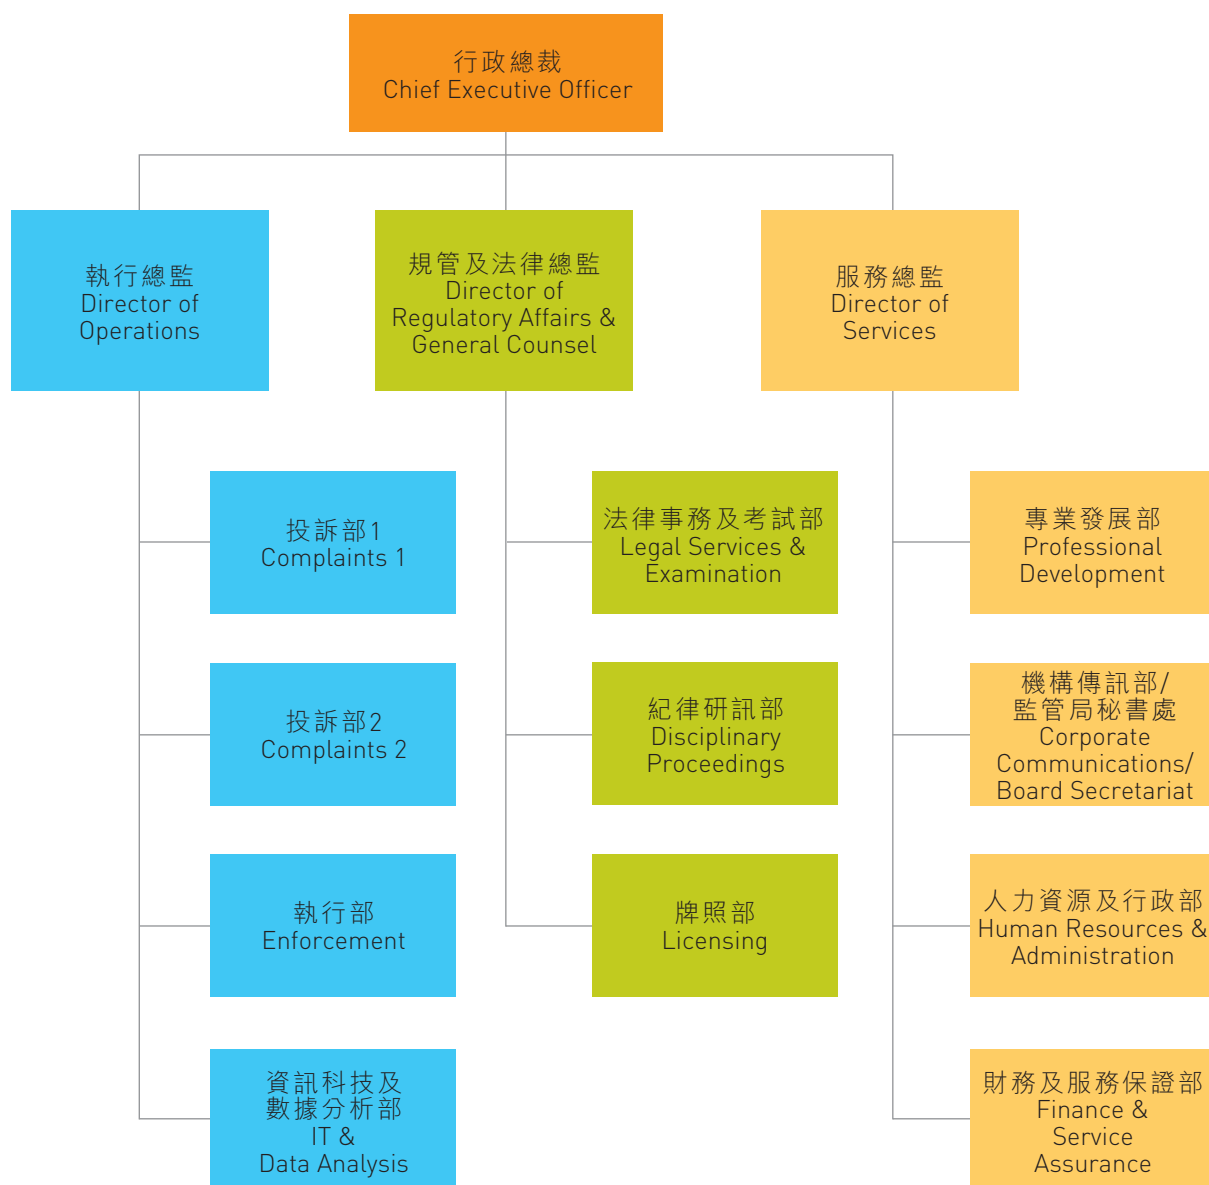 行政總裁
Chief Executive Officer
執行總監
Director of
Operations
規管及法律總監
Director of
Regulatory Affairs &
General Counsel
服務總監
Director of
Services
投訴部1
Complaints 1
投訴部2
Complaints 2
執行部
Enforcement
資訊科技及
數據分析部
IT &
Data Analysis
法律事務及考試部
Legal Services &
Examination
紀律研訊部
Disciplinary
Proceedings
牌照部
Licensing
專業發展部
Professional
Development
機構傳訊部/
監管局秘書處
Corporate
Communications/
Board Secretariat
人力資源及行政部
Human Resources &
Administration
財務及服務保證部
Finance &
Service
Assurance